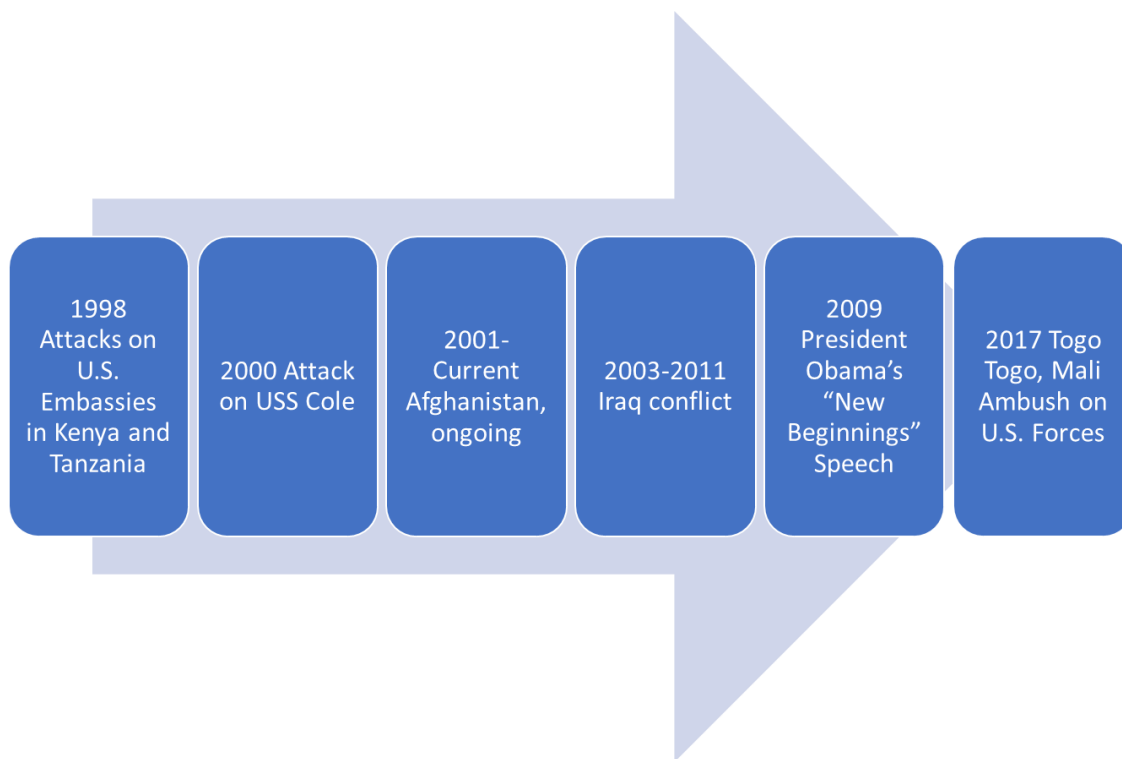 1998
Attacks on
U.S.
Embassies
in Kenya and
Tanzania
2000 Attack
on USS Cole
2001-
Current
Afghanistan,
ongoing
2003-2011
Iraq conflict
2009
President
Obama’s
“New
Beginnings”
Speech
2017 Togo
Togo, Mali
Ambush on
U.S. Forces